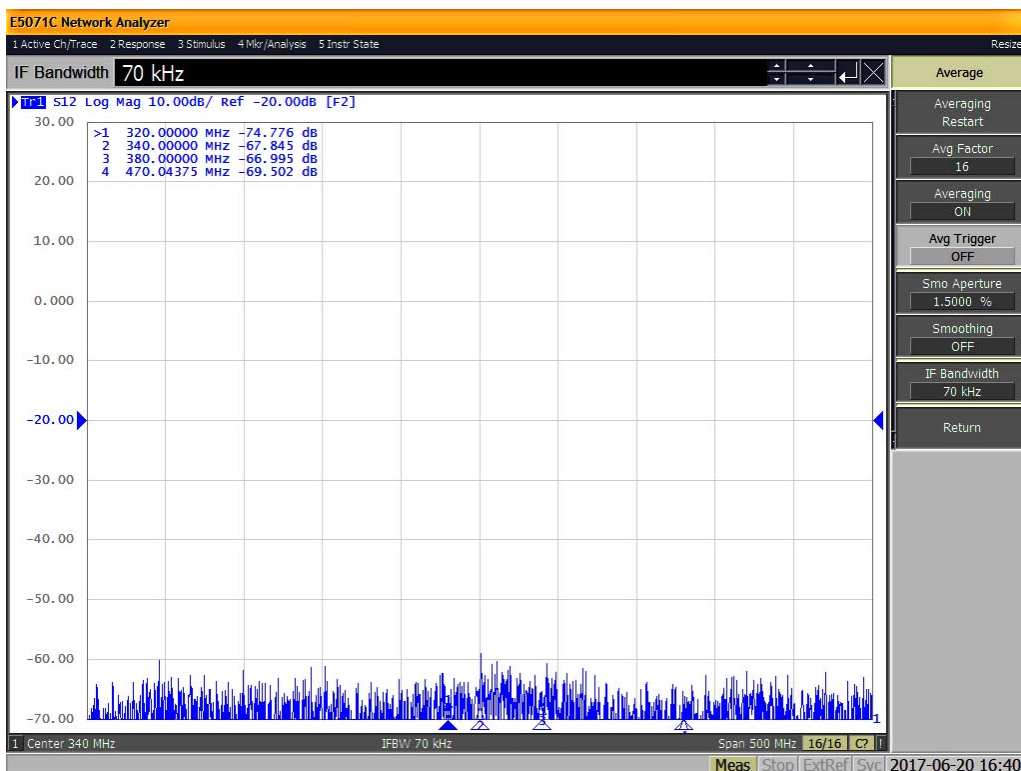 E5071C Network Analyzer
1 Active Ch/Trace 2 Response 3 Stimulus 4 Mkr/Analysis 5 Instr State
Resize
IF Bandwidth 70 kHz
Tr1 S12 Log Mag 10.00dB/ Ref -20.00dB [F2]
>1 320.00000 MHz -74.776 dB
2 340.00000 MHz -67.845 dB
3 380.00000 MHz -66.995 dB
4 470.04375 MHz -69.502 dB
30.00
20.00
10.00
0.000
-10.00
-20.00
-30.00
-40.00
-50.00
-60.00
-70.00
1
1 Center 340 MHz
IFBW 70 kHz
Span 500 MHz 16/16 C? !
Average
Averaging
Restart
Avg Factor
16
Averaging
ON
Avg Trigger
OFF
Smo Aperture
1.5000 %
Smoothing
OFF
IF Bandwidth
70 kHz
Return
Meas Stop ExtRef Svc 2017-06-20 16:40